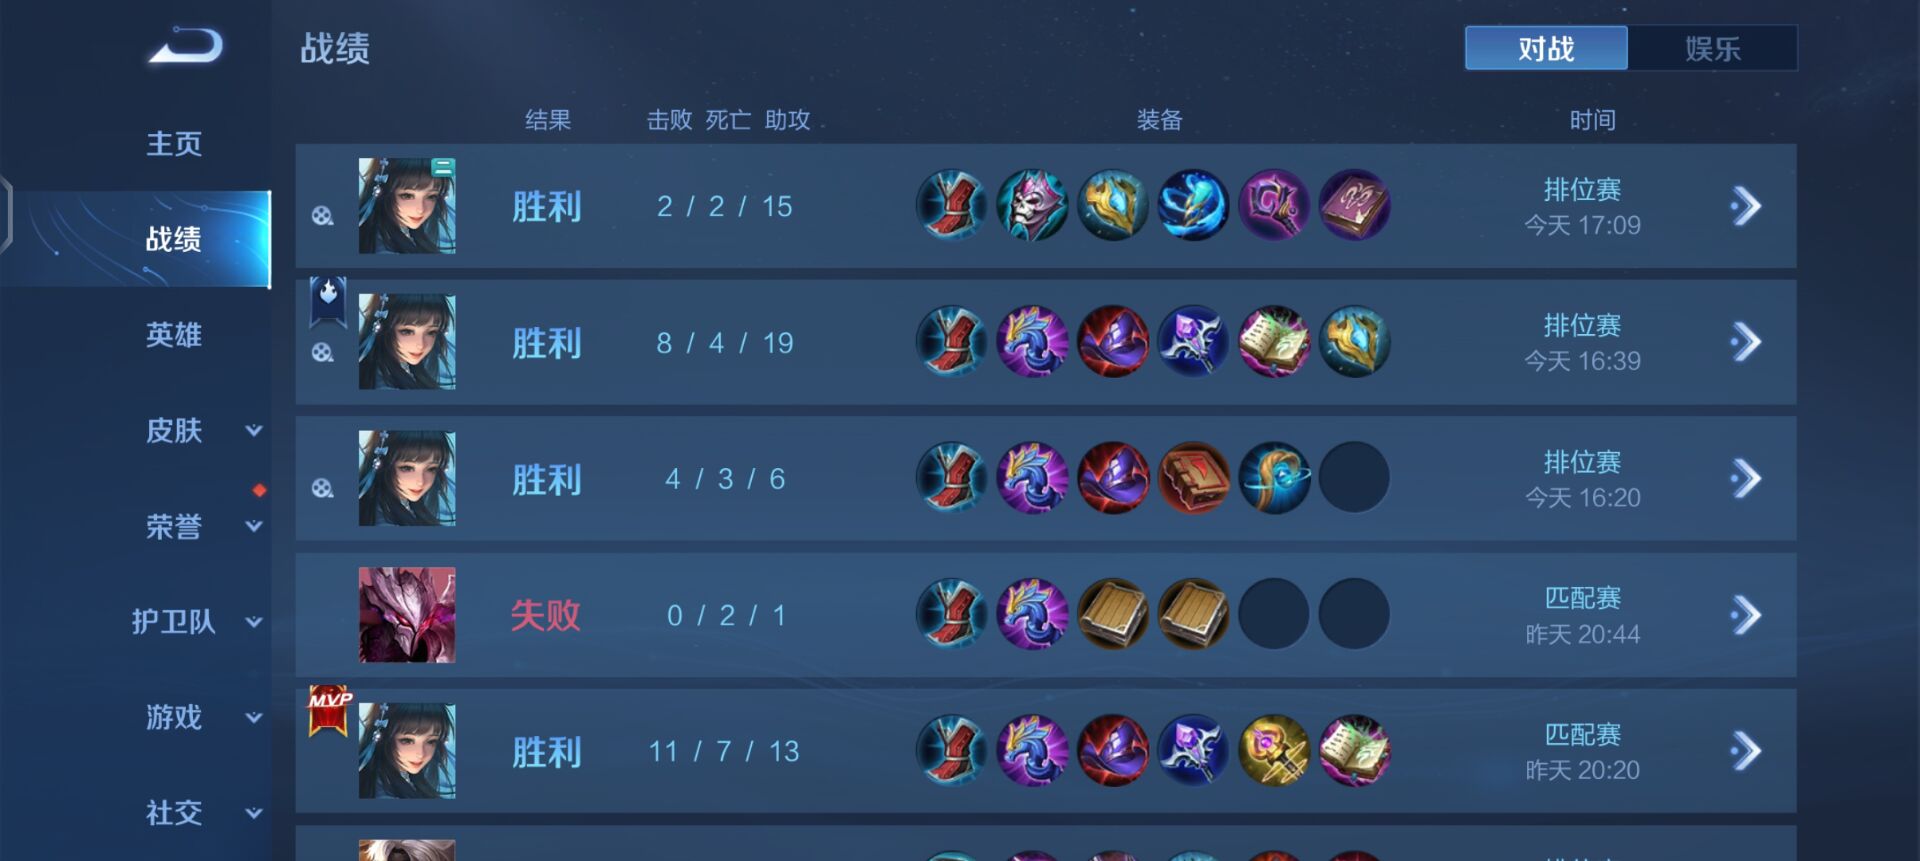 战绩
对战 娱乐
结果 击败 死亡 助攻 装备 时间
主页
战绩
英雄
皮肤
荣誉
护卫队
游戏
社交
胜利 2 / 2 / 15 排位赛
今天 17:09
胜利 8 / 4 / 19 排位赛
今天 16:39
胜利 4 / 3 / 6 排位赛
今天 16:20
失败 0 / 2 / 1 匹配赛
昨天 20:44
MVP
胜利 11 / 7 / 13 匹配赛
昨天 20:20